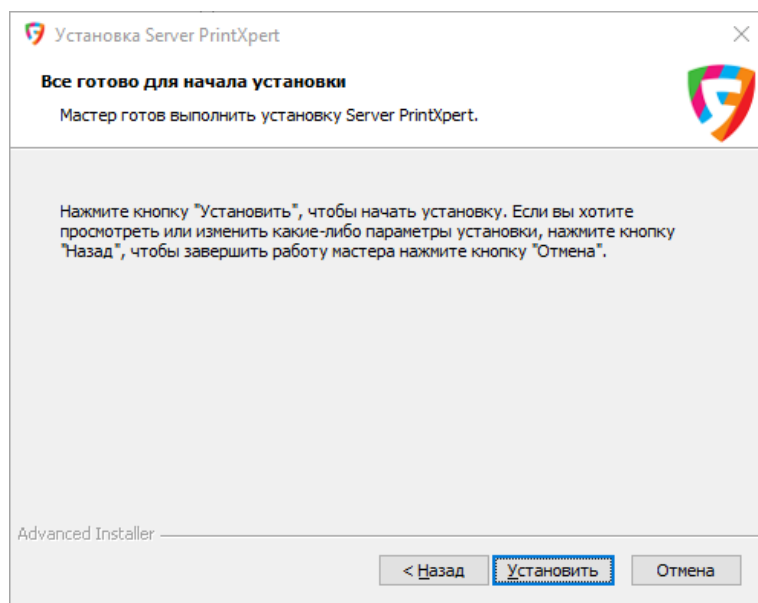 Установка Server PrintXpert
Все готово для начала установки
Мастер готов выполнить установку Server PrintXpert.
Нажмите кнопку "Установить", чтобы начать установку. Если вы хотите
просмотреть или изменить какие-либо параметры установки, нажмите кнопку
"Назад", чтобы завершить работу мастера нажмите кнопку "Отмена".
Advanced Installer
< Назад Установить Отмена